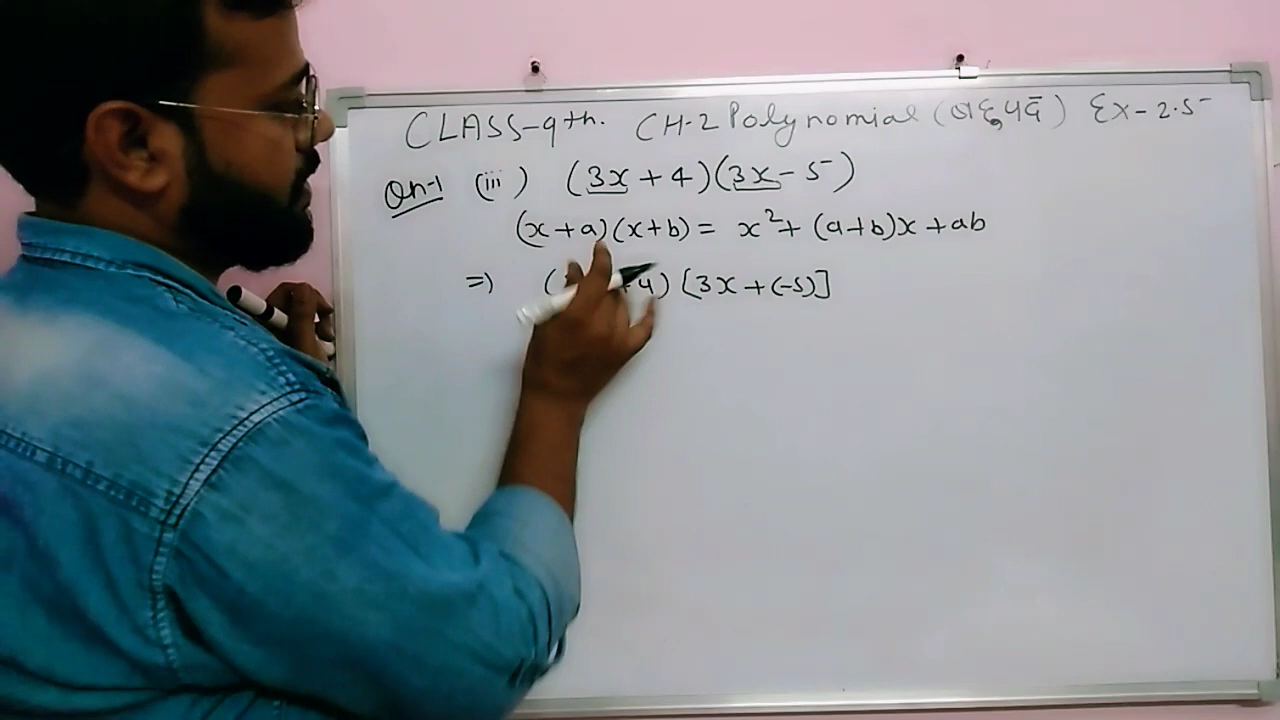 CLASS-9th. CH-2 Polynomial (बहुपद) Ex-2.5
Qn-1 (iii) (3x+4)(3x-5)
(x+a)(x+b) = x²+(a+b)x+ab
=) ( +4)[3x+(-5)]